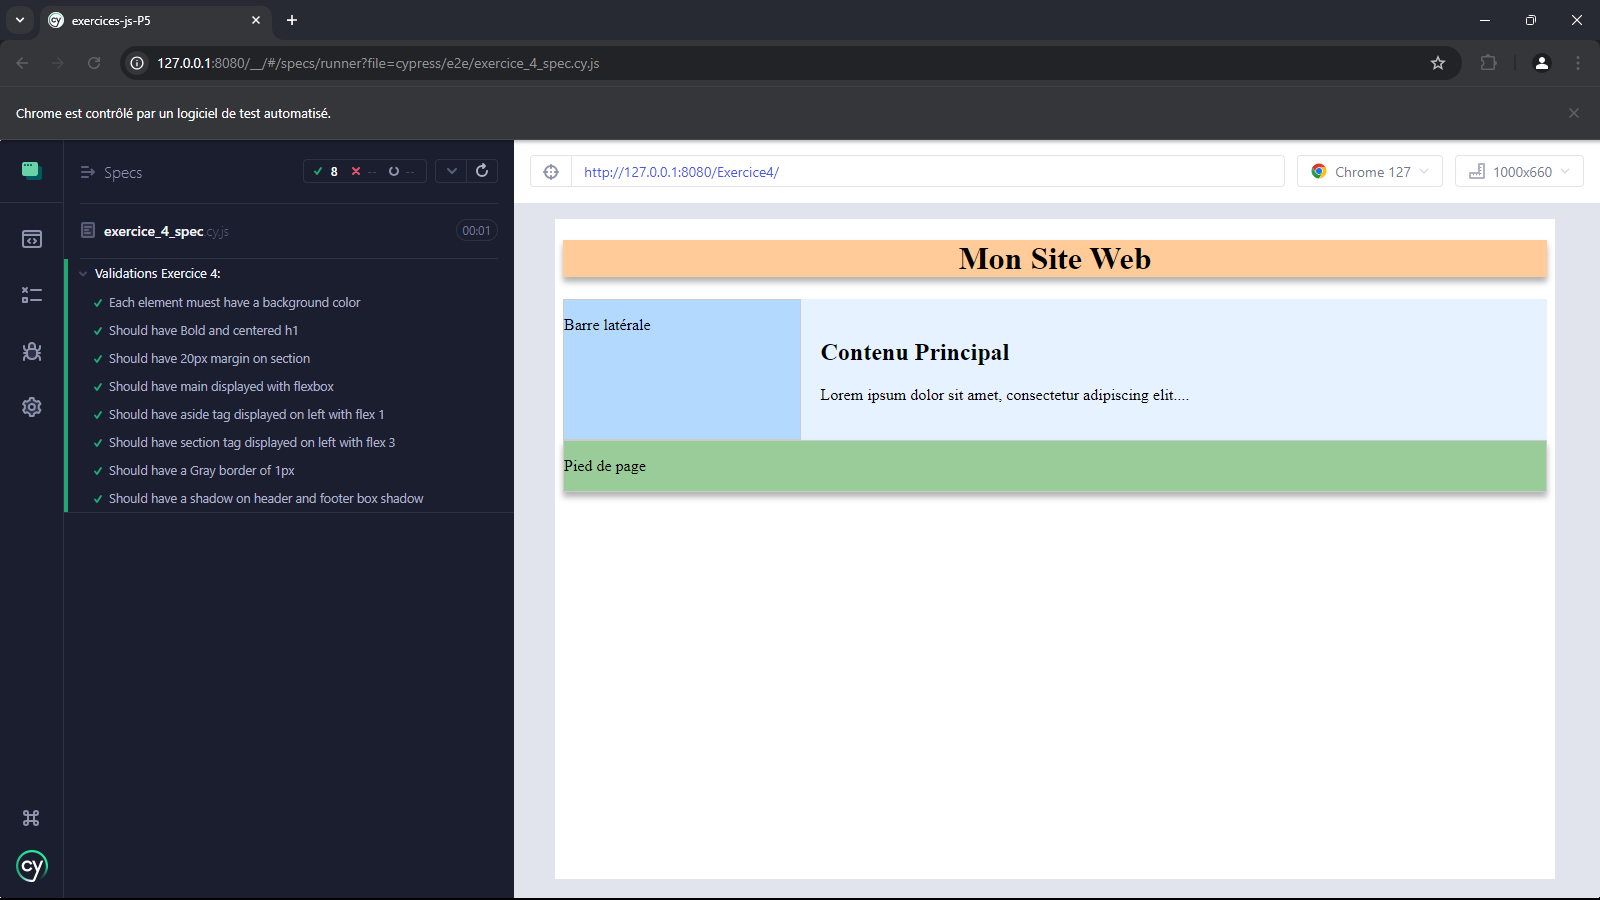 exercices-js-P5
127.0.0.1:8080/__/#/specs/runner?file=cypress/e2e/exercice_4_spec.cy.js
Chrome est contrôlé par un logiciel de test automatisé.
Specs
8 -- --
exercice_4_spec.cy.js
00:01
Validations Exercice 4:
Each element muest have a background color
Should have Bold and centered h1
Should have 20px margin on section
Should have main displayed with flexbox
Should have aside tag displayed on left with flex 1
Should have section tag displayed on left with flex 3
Should have a Gray border of 1px
Should have a shadow on header and footer box shadow
cy
http://127.0.0.1:8080/Exercice4/
Chrome 127
1000x660
Mon Site Web
Barre latérale
Contenu Principal
Lorem ipsum dolor sit amet, consectetur adipiscing elit....
Pied de page